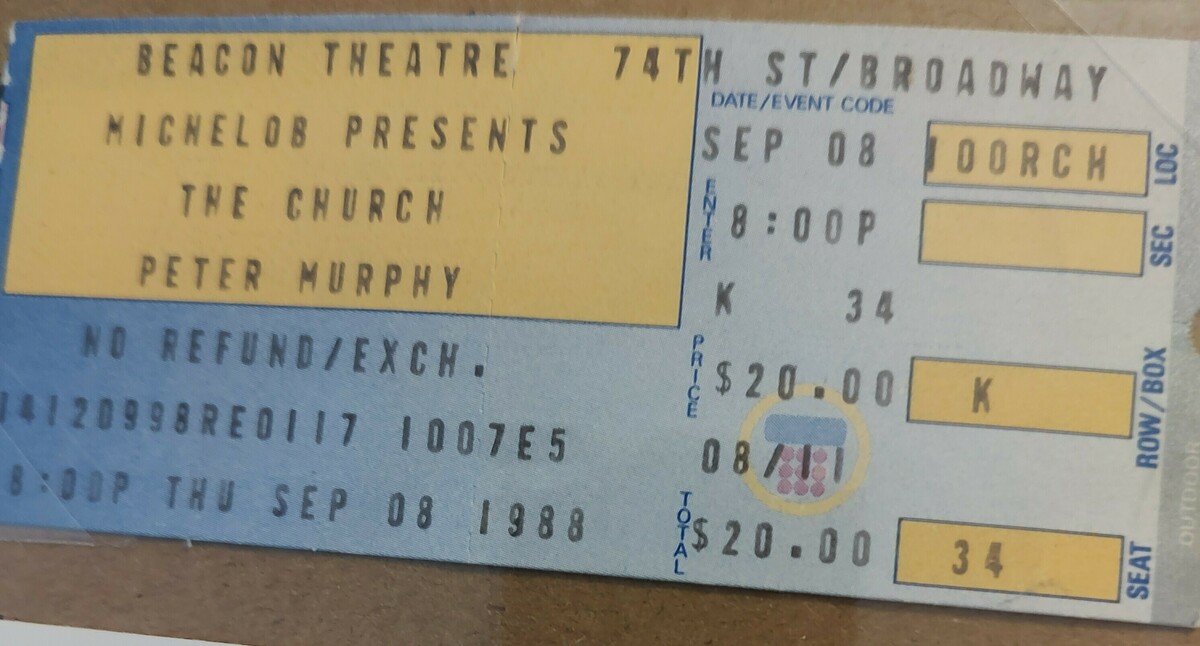 BEACON THEATRE 74TH ST/BROADWAY
MICHELOB PRESENTS
THE CHURCH
PETER MURPHY
NO REFUND/EXCH.
14120998RE0117 1007E5
8:00P THU SEP 08 1988
DATE/EVENT CODE
SEP 08
ENTER
8:00P
K 34
PRICE
$20.00
08/11
TOTAL
$20.00
OORCH
LOC
SEC
K
ROW/BOX
34
SEAT